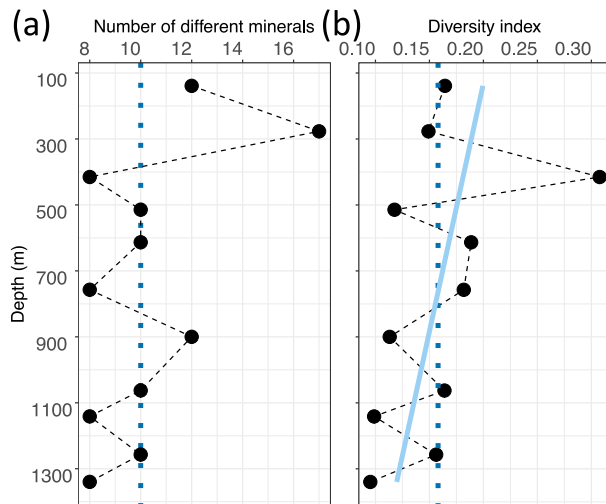 (a) Number of different minerals (b) Diversity index
8 10 12 14 16 0.10 0.15 0.20 0.25 0.30
100
300
500
700
900
1100
1300
Depth (m)